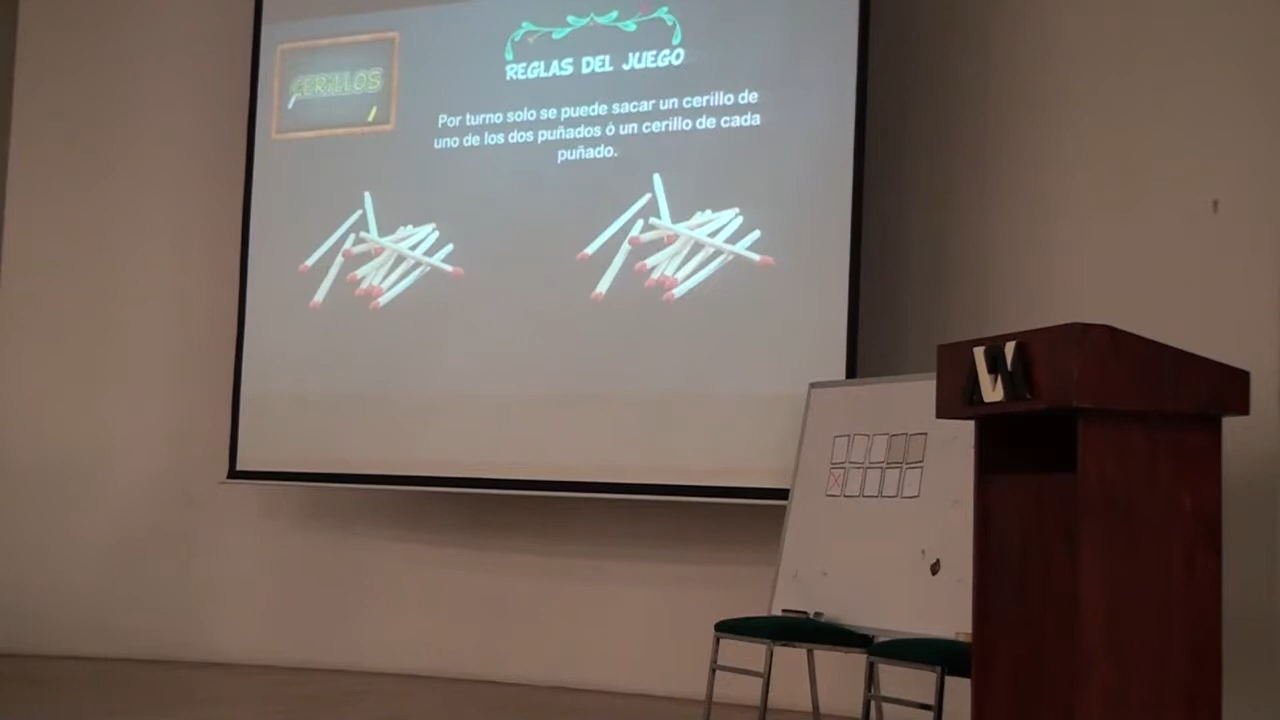 CERILLOS
REGLAS DEL JUEGO
Por turno solo se puede sacar un cerillo de
uno de los dos puñados ó un cerillo de cada
puñado.